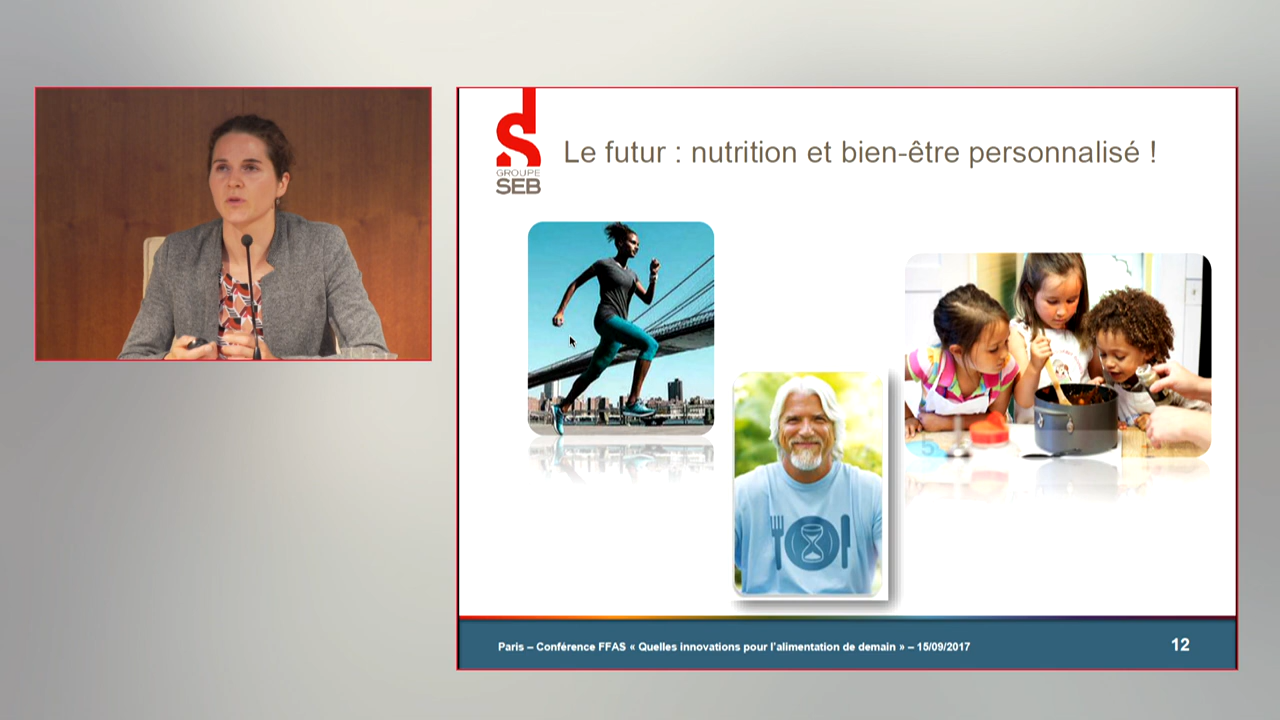 GROUPE
SEB
Le futur : nutrition et bien-être personnalisé !
5
Paris – Conférence FFAS « Quelles innovations pour l'alimentation de demain » – 15/09/2017
12